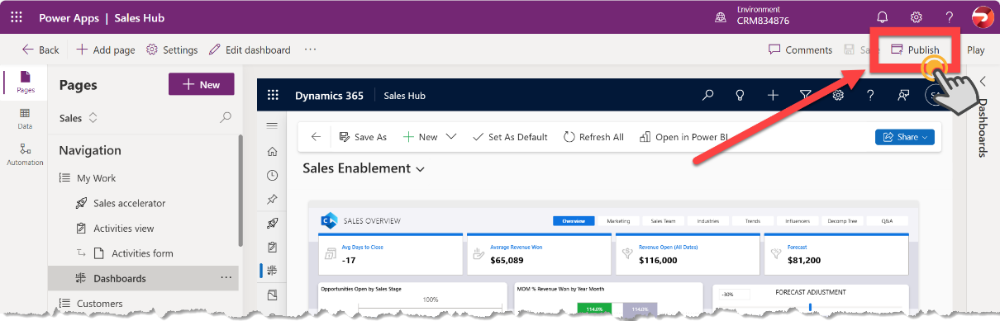 Power Apps | Sales Hub
Environment
CRM834876
Back
Add page
Settings
Edit dashboard
Comments
Publish
Play
Pages
Data
Automation
Pages
New
Sales
Navigation
My Work
Sales accelerator
Activities view
Activities form
Dashboards
Customers
Dynamics 365
Sales Hub
Save As
New
Set As Default
Refresh All
Open in Power BI
Share
Sales Enablement
SALES OVERVIEW
Overview
Marketing
Sales Team
Industries
Trends
Influencers
Decomp Tree
Q&A
Avg Days to Close
-17
Average Revenue Won
$65,089
Revenue Open (All Dates)
$116,000
Forecast
$81,200
Opportunities Open by Sales Stage
100%
MOM % Revenue Won by Year Month
114.0%
114.0%
-30%
FORECAST ADJUSTMENT
Dashboards